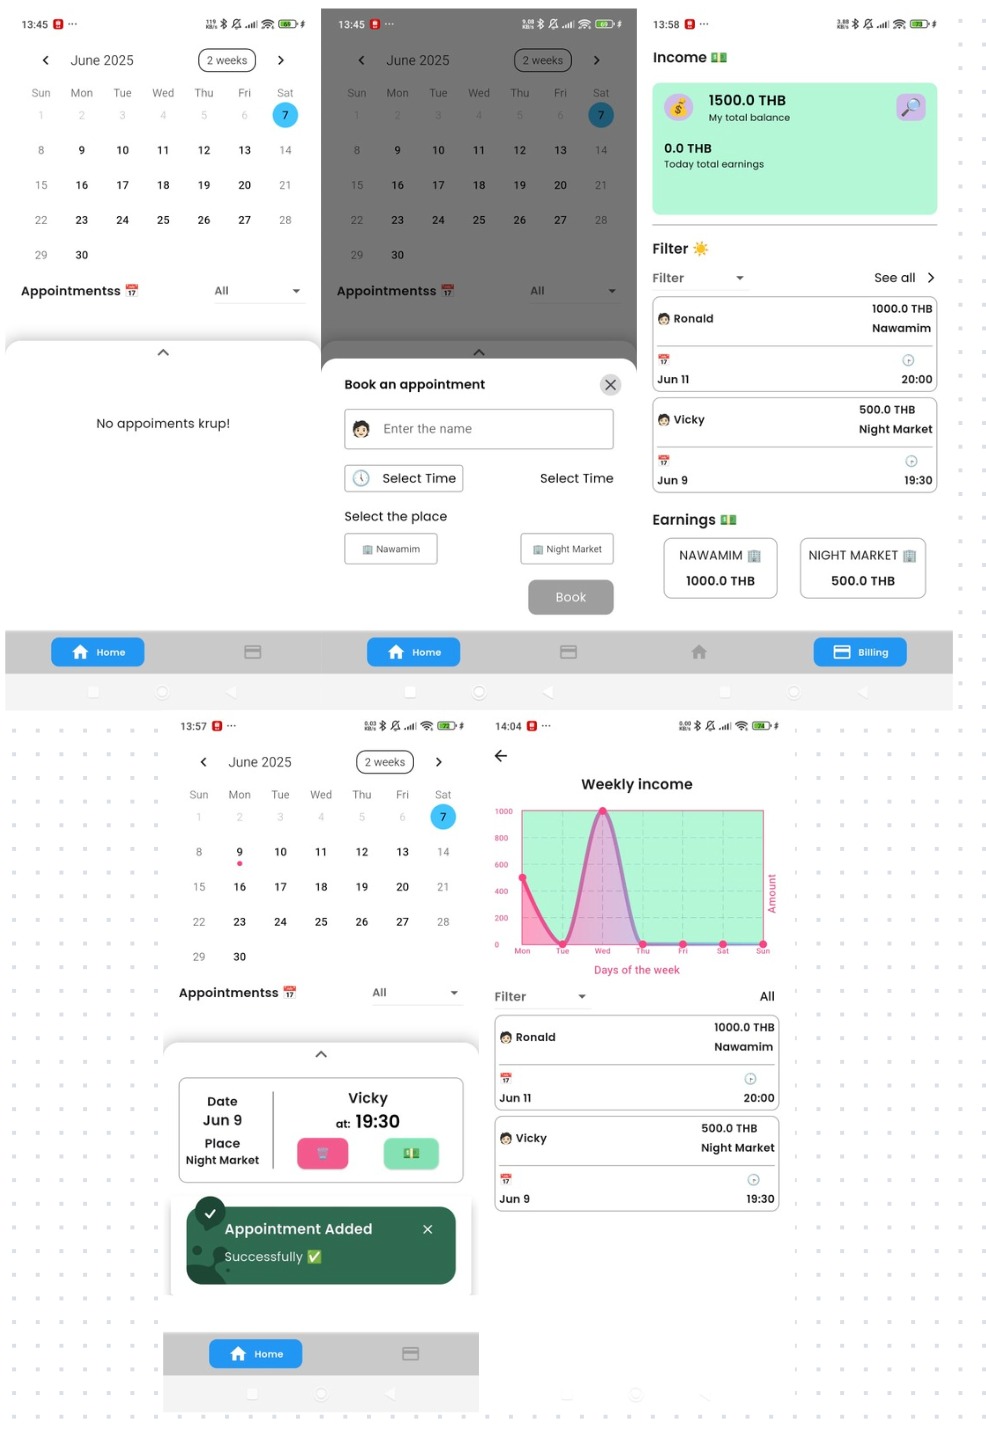 13:45 ...
June 2025
2 weeks
Sun Mon Tue Wed Thu Fri Sat
1 2 3 4 5 6 7
8 9 10 11 12 13 14
15 16 17 18 19 20 21
22 23 24 25 26 27 28
29 30
Appointmentss
All
No appoiments krup!
Home
13:45 ...
June 2025
2 weeks
Sun Mon Tue Wed Thu Fri Sat
1 2 3 4 5 6 7
8 9 10 11 12 13 14
15 16 17 18 19 20 21
22 23 24 25 26 27 28
29 30
Appointmentss
All
Book an appointment
Enter the name
Select Time
Select Time
Select the place
Nawamim
Night Market
Book
Home
13:58 ...
Income
1500.0 THB
My total balance
0.0 THB
Today total earnings
Filter
Filter
See all
Ronald
1000.0 THB
Nawamim
Jun 11
20:00
Vicky
500.0 THB
Night Market
Jun 9
19:30
Earnings
NAWAMIM
1000.0 THB
NIGHT MARKET
500.0 THB
Billing
13:57 ...
June 2025
2 weeks
Sun Mon Tue Wed Thu Fri Sat
1 2 3 4 5 6 7
8 9 10 11 12 13 14
15 16 17 18 19 20 21
22 23 24 25 26 27 28
29 30
Appointmentss
All
Date
Jun 9
Place
Night Market
Vicky
at: 19:30
Appointment Added
Successfully
Home
14:04 ...
Weekly income
1000
800
600
400
200
0
Mon Tue Wed Thu Fri Sat Sun
Amount
Days of the week
Filter
All
Ronald
1000.0 THB
Nawamim
Jun 11
20:00
Vicky
500.0 THB
Night Market
Jun 9
19:30